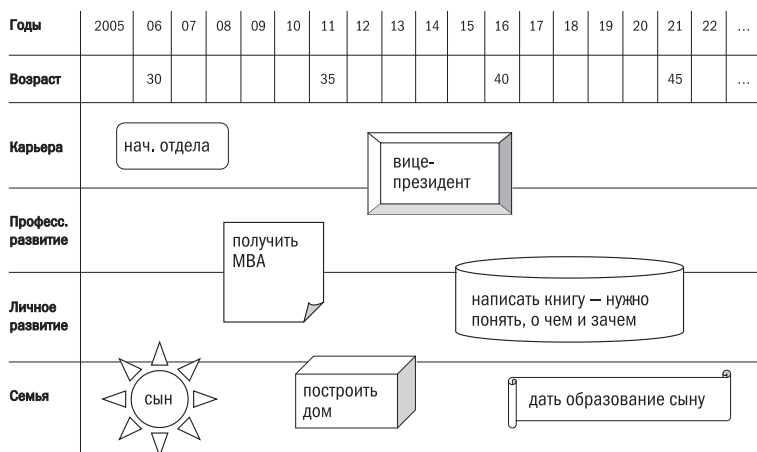 Годы 2005 06 07 08 09 10 11 12 13 14 15 16 17 18 19 20 21 22 ...
Возраст 30 35 40 45 ...
Карьера
нач. отдела
вице-
президент
Професс.
развитие
получить
МВА
Личное
развитие
написать книгу – нужно
понять, о чем и зачем
Семья
сын
построить
дом
дать образование сыну